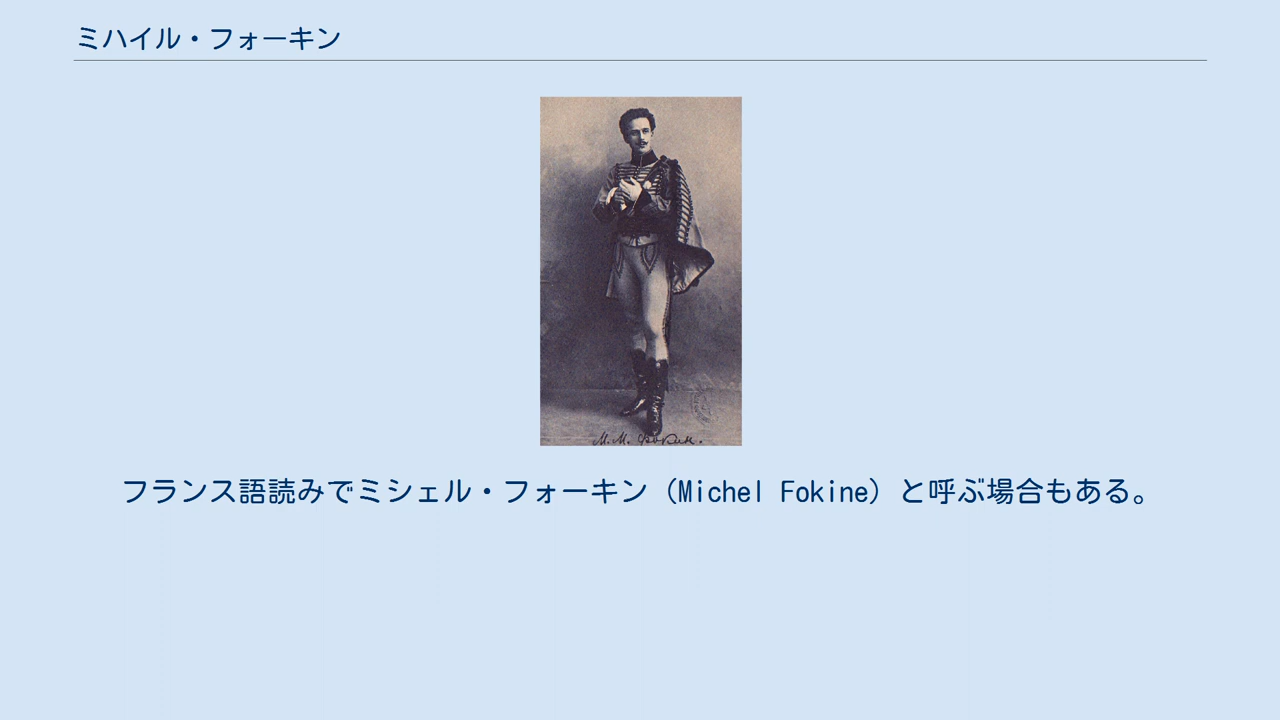 ミハイル・フォーキン
М.М. Фокин.
フランス語読みでミシェル・フォーキン（Michel Fokine）と呼ぶ場合もある。